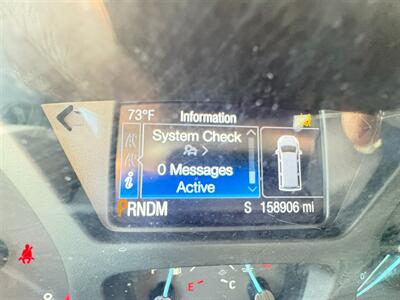 73°F Information
System Check
0 Messages
Active
PRNDM S 158906 mi
E C